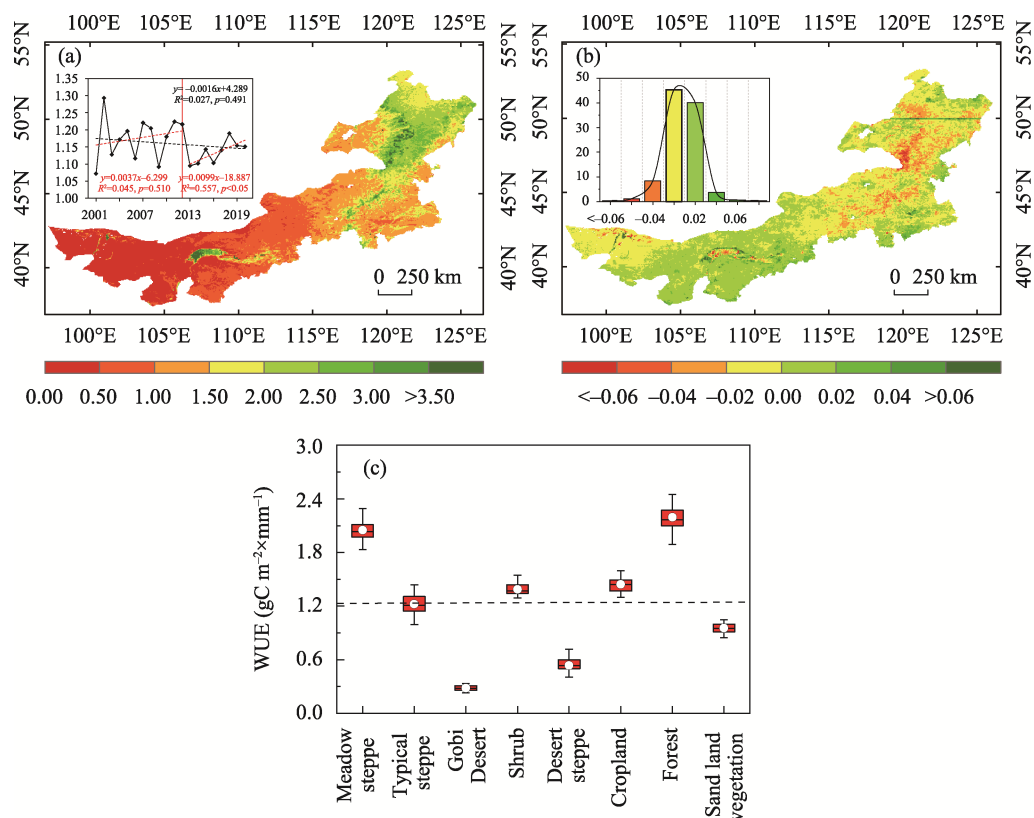 100°E 105°E 110°E 115°E 120°E 125°E
100°E 105°E 110°E 115°E 120°E 125°E
55°N
50°N
45°N
40°N
(a)
1.35
1.30
1.25
1.20
1.15
1.10
1.05
1.00
y= −0.0016x+4.289
R²=0.027, p=0.491
y=0.0037x−6.299
R²=0.045, p=0.510
y=0.0099x−18.887
R²=0.557, p<0.05
2001 2007 2013 2019
0 250 km
55°N
50°N
45°N
40°N
(b)
50
40
30
20
10
0
<−0.06 −0.04 0.00 0.02 0.06
0 250 km
55°N
50°N
45°N
40°N
100°E 105°E 110°E 115°E 120°E 125°E
100°E 105°E 110°E 115°E 120°E 125°E
0.00 0.50 1.00 1.50 2.00 2.50 3.00 >3.50
<−0.06 −0.04 −0.02 0.00 0.02 0.04 >0.06
(c)
WUE (gC m⁻²×mm⁻¹)
3.0
2.4
1.8
1.2
0.6
0.0
Meadow
steppe
Typical
steppe
Gobi
Desert
Shrub
Desert
steppe
Cropland
Forest
Sand land
vegetation